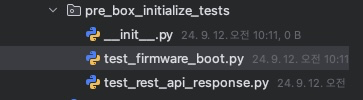 pre_box_initialize_tests
__init__.py 24. 9. 12. 오전 10:11, 0 B
test_firmware_boot.py 24. 9. 12. 오전 10:11
test_rest_api_response.py 24. 9. 12. 오전